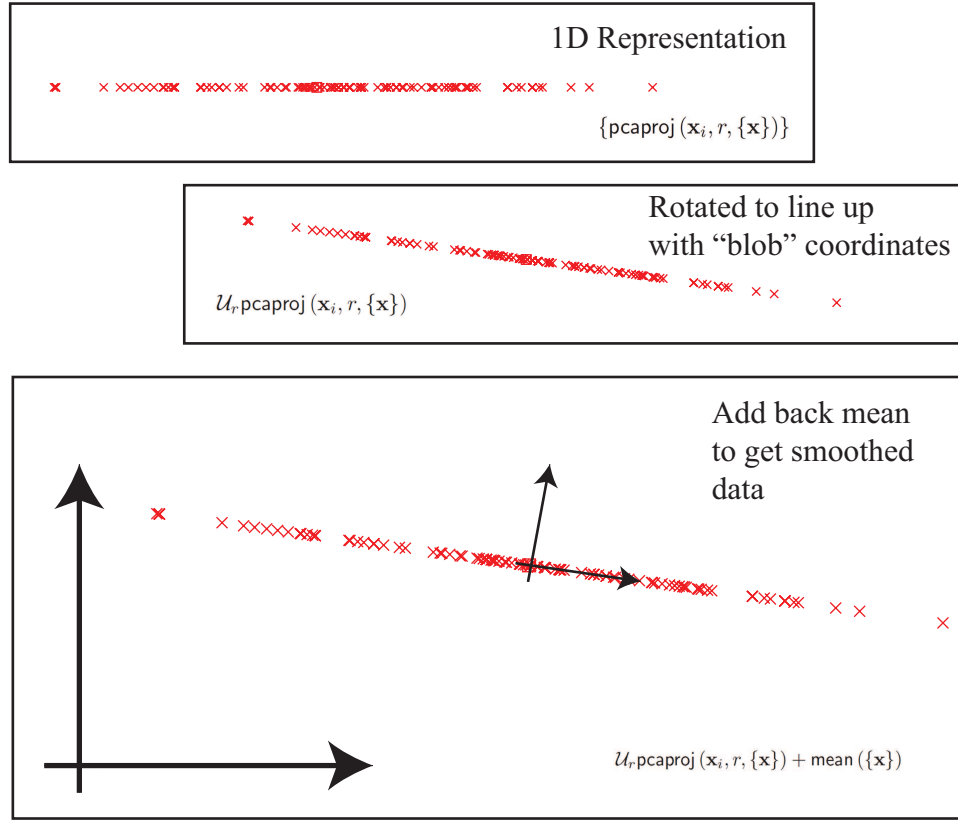 1D Representation
{pcaproj (𝐱ᵢ, r, {𝐱})}
Rotated to line up
with “blob” coordinates
𝒰ᵣpcaproj (𝐱ᵢ, r, {𝐱})
Add back mean
to get smoothed
data
𝒰ᵣpcaproj (𝐱ᵢ, r, {𝐱}) + mean ({𝐱})